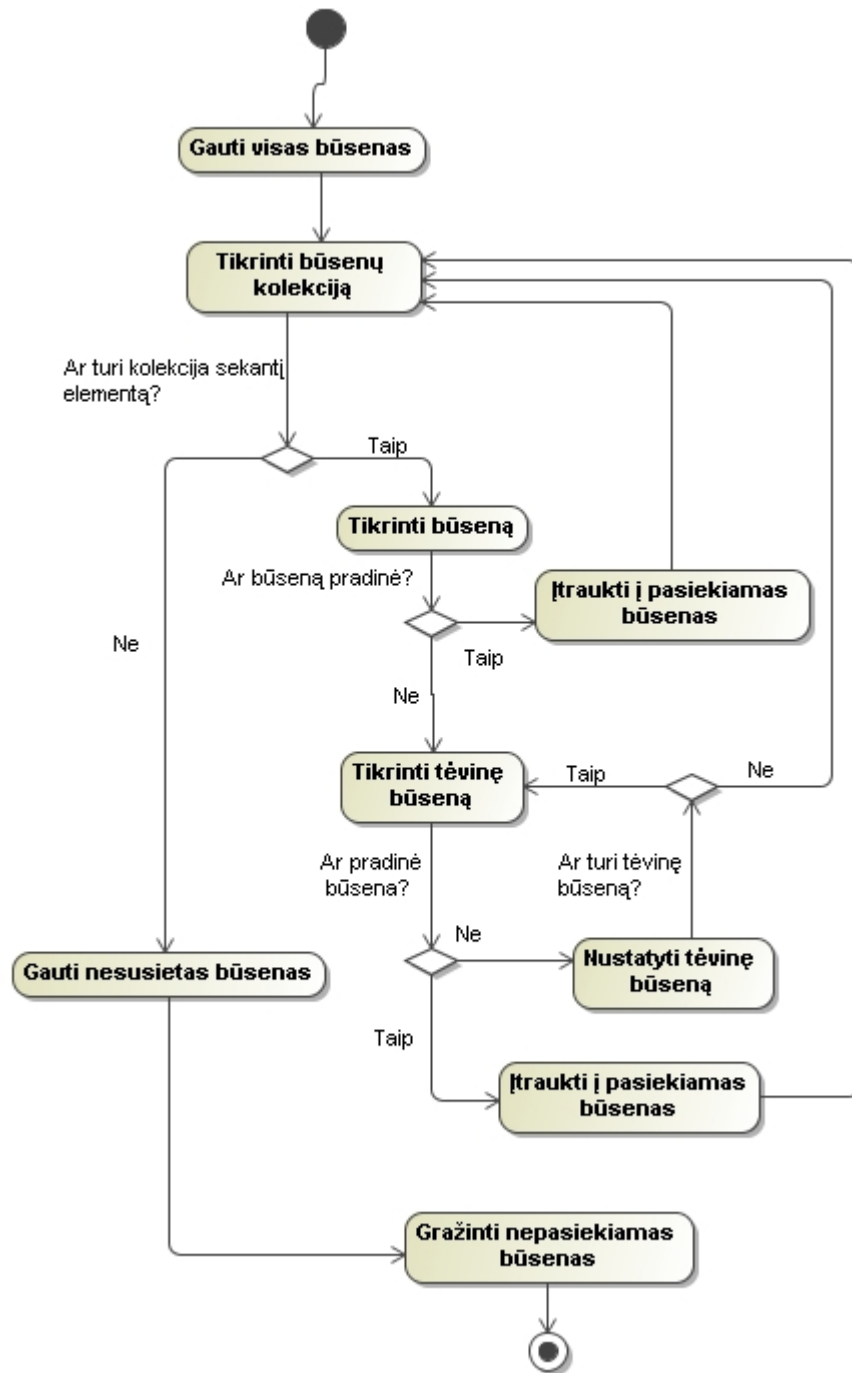 Gauti visas būsenas
Tikrinti būsenų
kolekciją
Ar turi kolekcija sekantį
elementą?
Taip
Tikrinti būseną
Ar būseną pradinė?
Įtraukti į pasiekiamas
būsenas
Ne
Taip
Ne
Tikrinti tėvinę
būseną
Taip
Ne
Ar pradinė
būsena?
Ar turi tėvinę
būseną?
Ne
Gauti nesusietas būsenas
Nustatyti tėvinę
būseną
Taip
Įtraukti į pasiekiamas
būsenas
Gražinti nepasiekiamas
būsenas